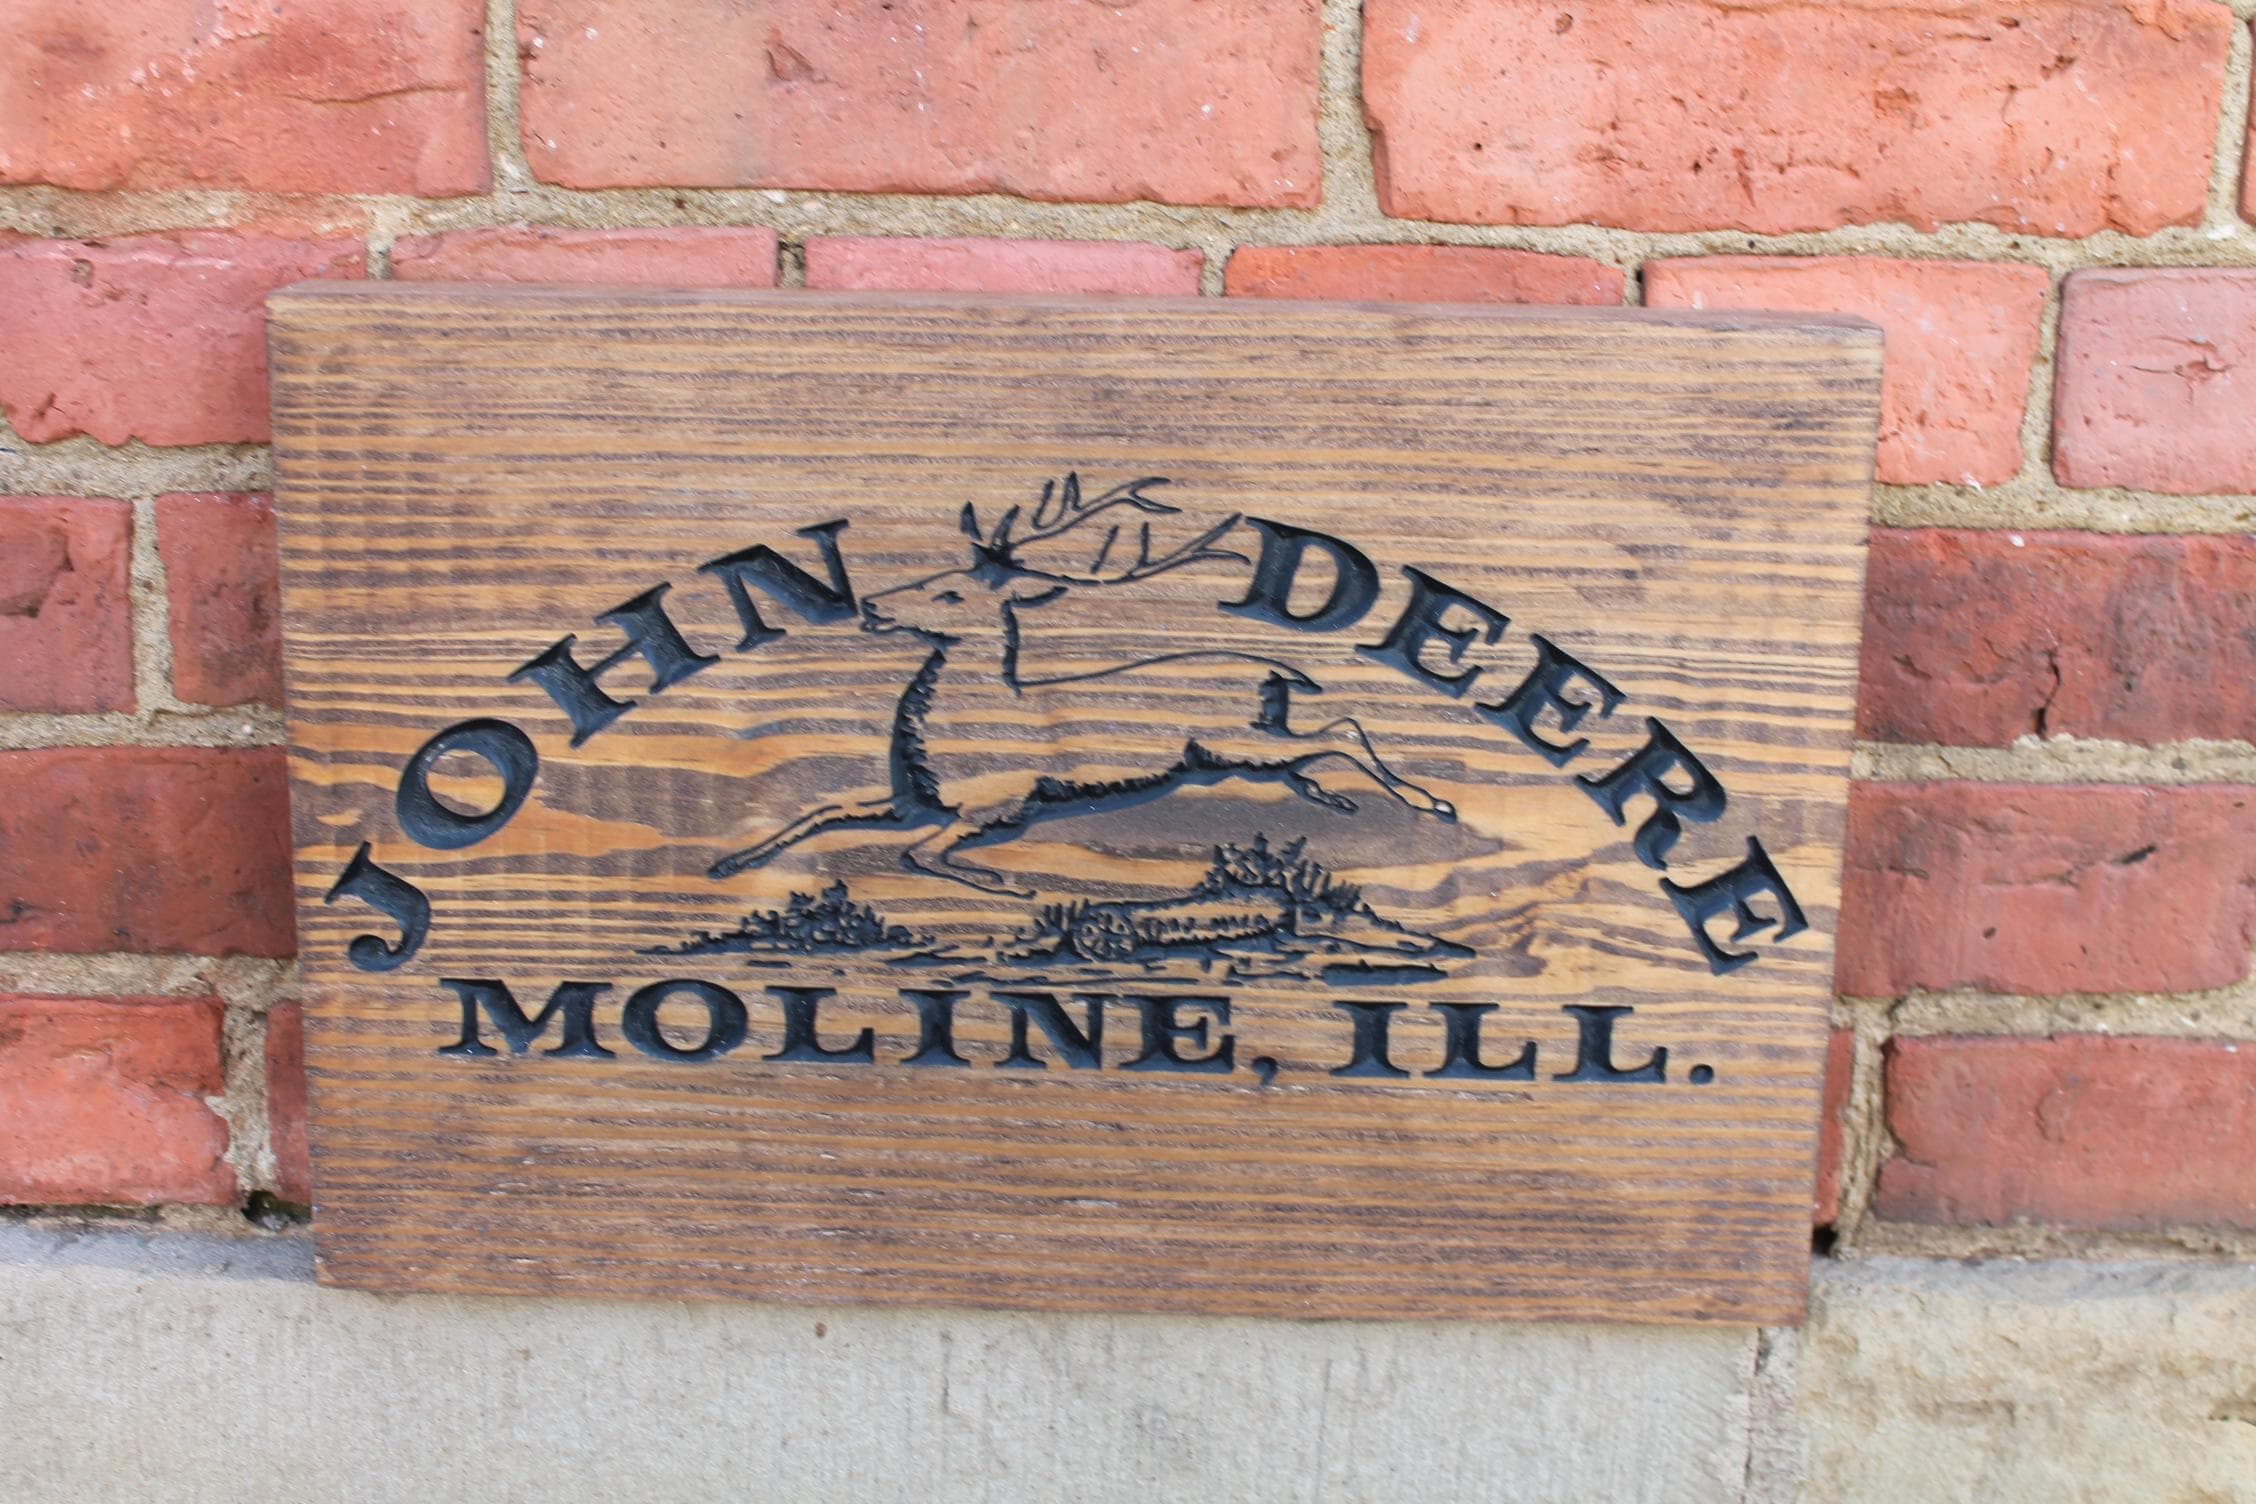 JOHN DEERE
MOLINE, ILL.